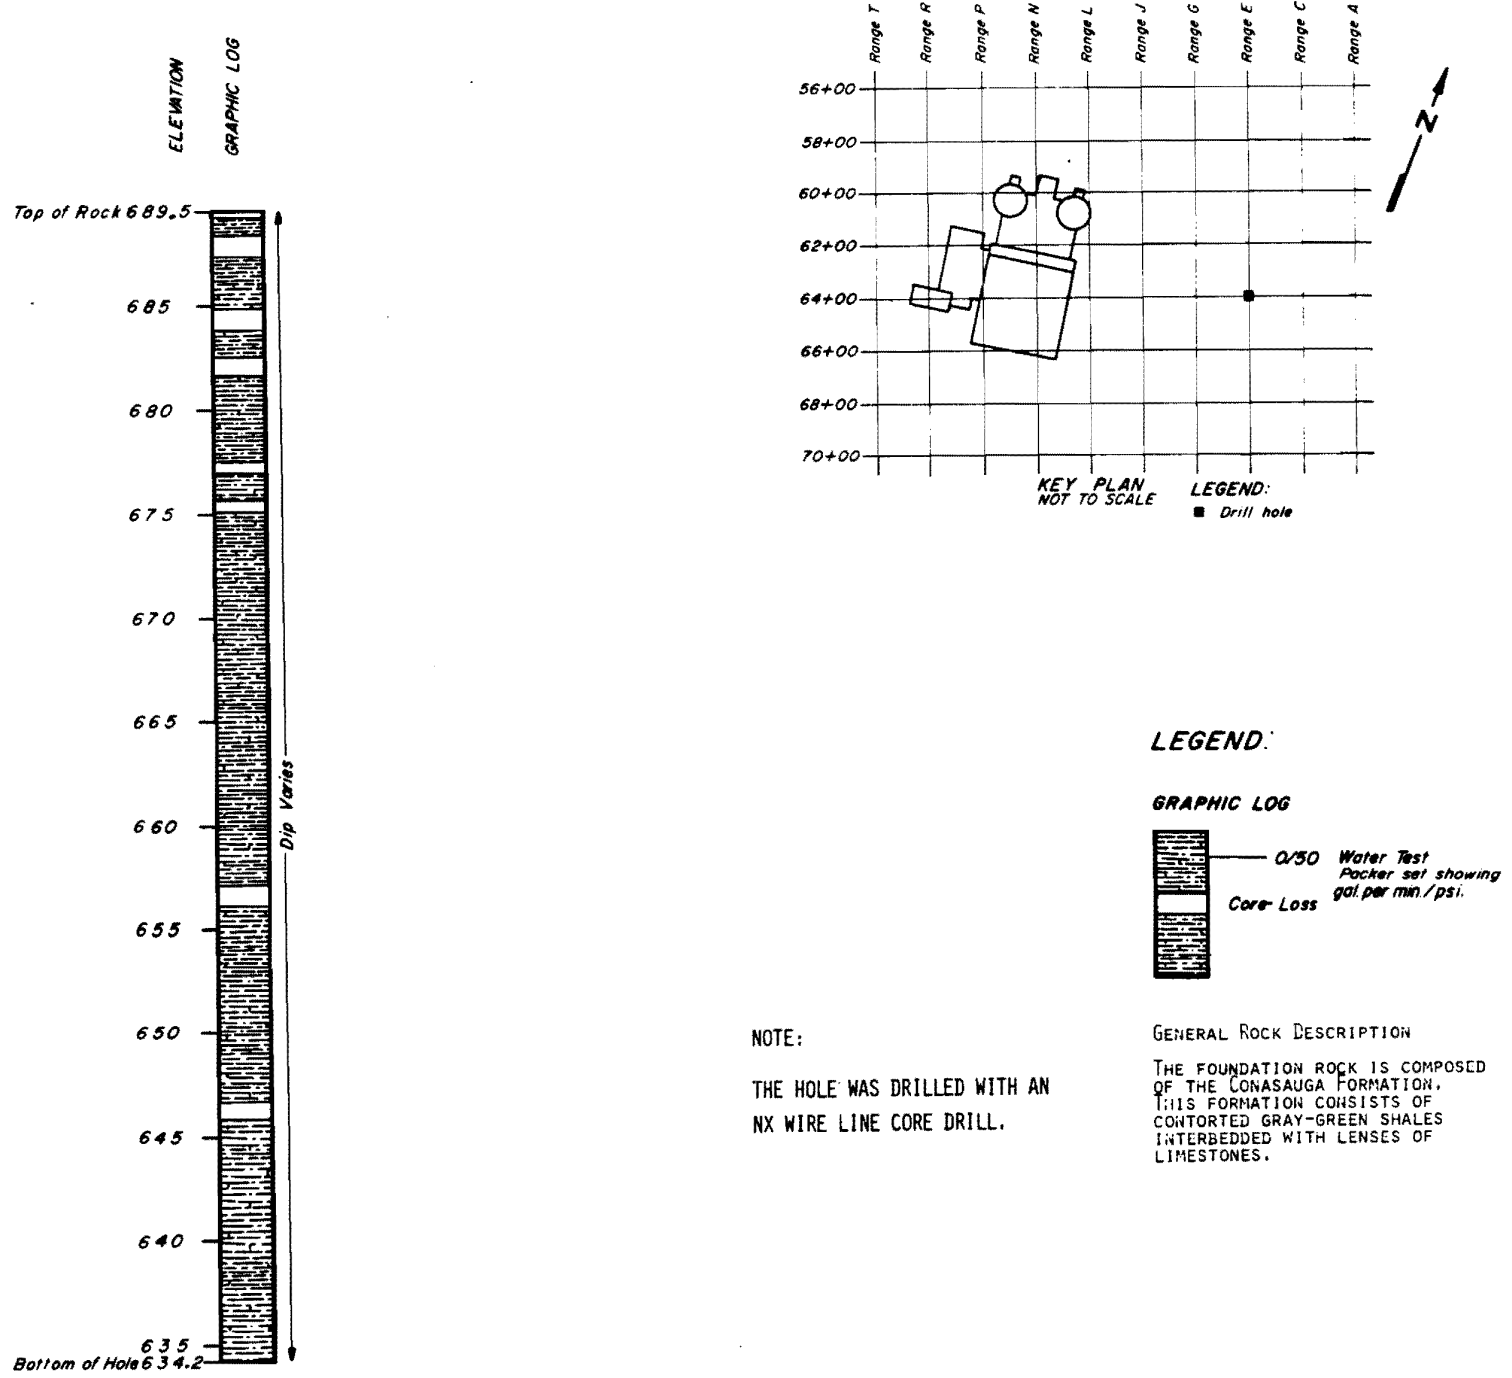 ELEVATION
GRAPHIC LOG
Top of Rock 689.5
685
680
675
670
665
660
655
650
645
640
635
Bottom of Hole 634.2
Dip Varies
Range T
Range R
Range P
Range N
Range L
Range J
Range G
Range E
Range C
Range A
56+00
58+00
60+00
62+00
64+00
66+00
68+00
70+00
N
KEY PLAN
NOT TO SCALE
LEGEND:
Drill hole
LEGEND:
GRAPHIC LOG
0/50 Water Test
Packer set showing
gal. per min./psi.
Core Loss
NOTE:
THE HOLE WAS DRILLED WITH AN
NX WIRE LINE CORE DRILL.
GENERAL ROCK DESCRIPTION
THE FOUNDATION ROCK IS COMPOSED
OF THE CONASAUGA FORMATION.
THIS FORMATION CONSISTS OF
CONTORTED GRAY-GREEN SHALES
INTERBEDDED WITH LENSES OF
LIMESTONES.